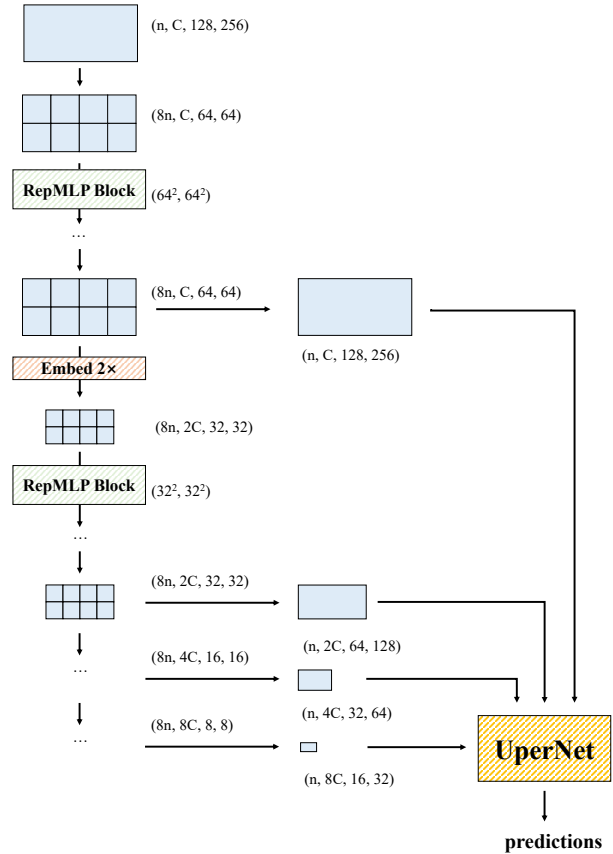 (n, C, 128, 256)
(8n, C, 64, 64)
RepMLP Block
(64², 64²)
...
(8n, C, 64, 64)
(n, C, 128, 256)
Embed 2×
(8n, 2C, 32, 32)
RepMLP Block
(32², 32²)
...
(8n, 2C, 32, 32)
(n, 2C, 64, 128)
...
(8n, 4C, 16, 16)
(n, 4C, 32, 64)
...
(8n, 8C, 8, 8)
(n, 8C, 16, 32)
UperNet
predictions